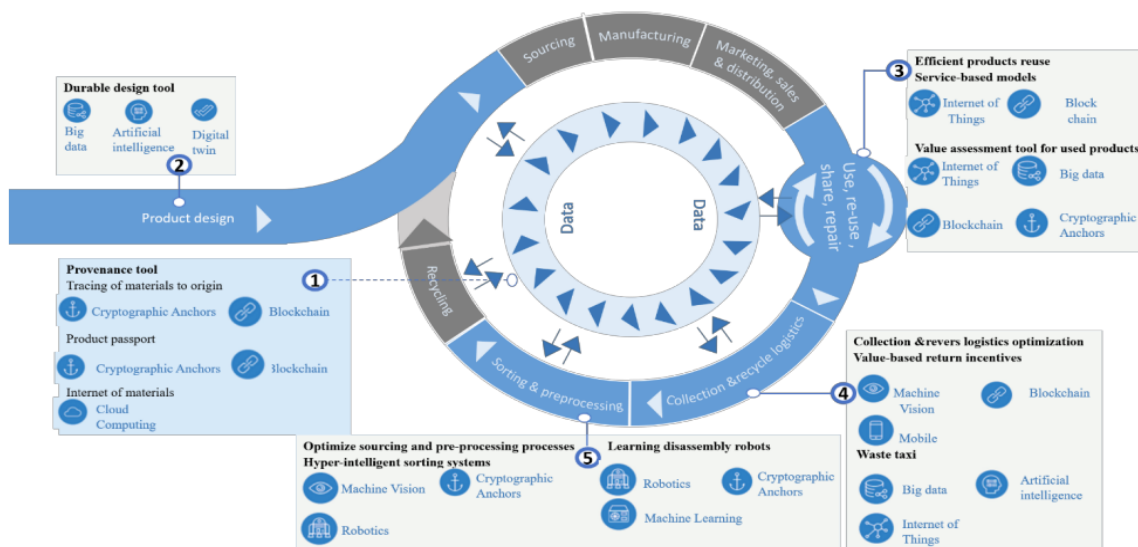 Sourcing
Manufacturing
Marketing, sales
& distribution
Use, re-use ,
share, repair
Collection &recycle logistics
Sorting & preprocessing
Recycling
Product design
Data
Data
Durable design tool
Big
data
Artificial
intelligence
Digital
twin
2
1
Provenance tool
Tracing of materials to origin
Cryptographic Anchors
Blockchain
Product passport
Cryptographic Anchors
Blockchain
Internet of materials
Cloud
Computing
3
Efficient products reuse
Service-based models
Internet of
Things
Block
chain
Value assessment tool for used products
Internet of
Things
Big data
Blockchain
Cryptographic
Anchors
4
Collection &revers logistics optimization
Value-based return incentives
Machine
Vision
Blockchain
Mobile
Waste taxi
Big data
Artificial
intelligence
Internet of
Things
5
Optimize sourcing and pre-processing processes
Hyper-intelligent sorting systems
Machine Vision
Cryptographic
Anchors
Robotics
Learning disassembly robots
Robotics
Cryptographic
Anchors
Machine Learning